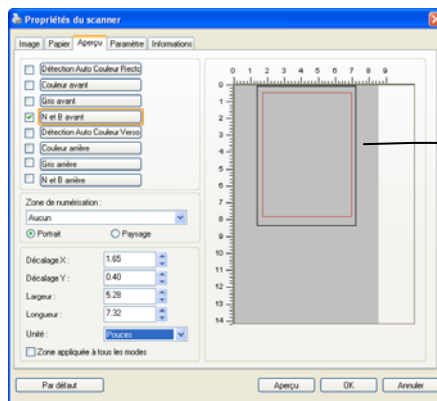 Propriétés du scanner
Image Papier Aperçu Paramètre Informations
Détection Auto Couleur Recto
Couleur avant
Gris avant
N et B avant
Détection Auto Couleur Verso
Couleur arrière
Gris arrière
N et B arrière
Zone de numérisation :
Aucun
Portrait Paysage
Décalage X : 1.65
Décalage Y : 0.40
Largeur : 5.28
Longueur : 7.32
Unité : Pouces
Zone appliquée à tous les modes
0 1 2 3 4 5 6 7 8 9
0
1
2
3
4
5
6
7
8
9
10
11
12
13
14
Par défaut Aperçu OK Annuler